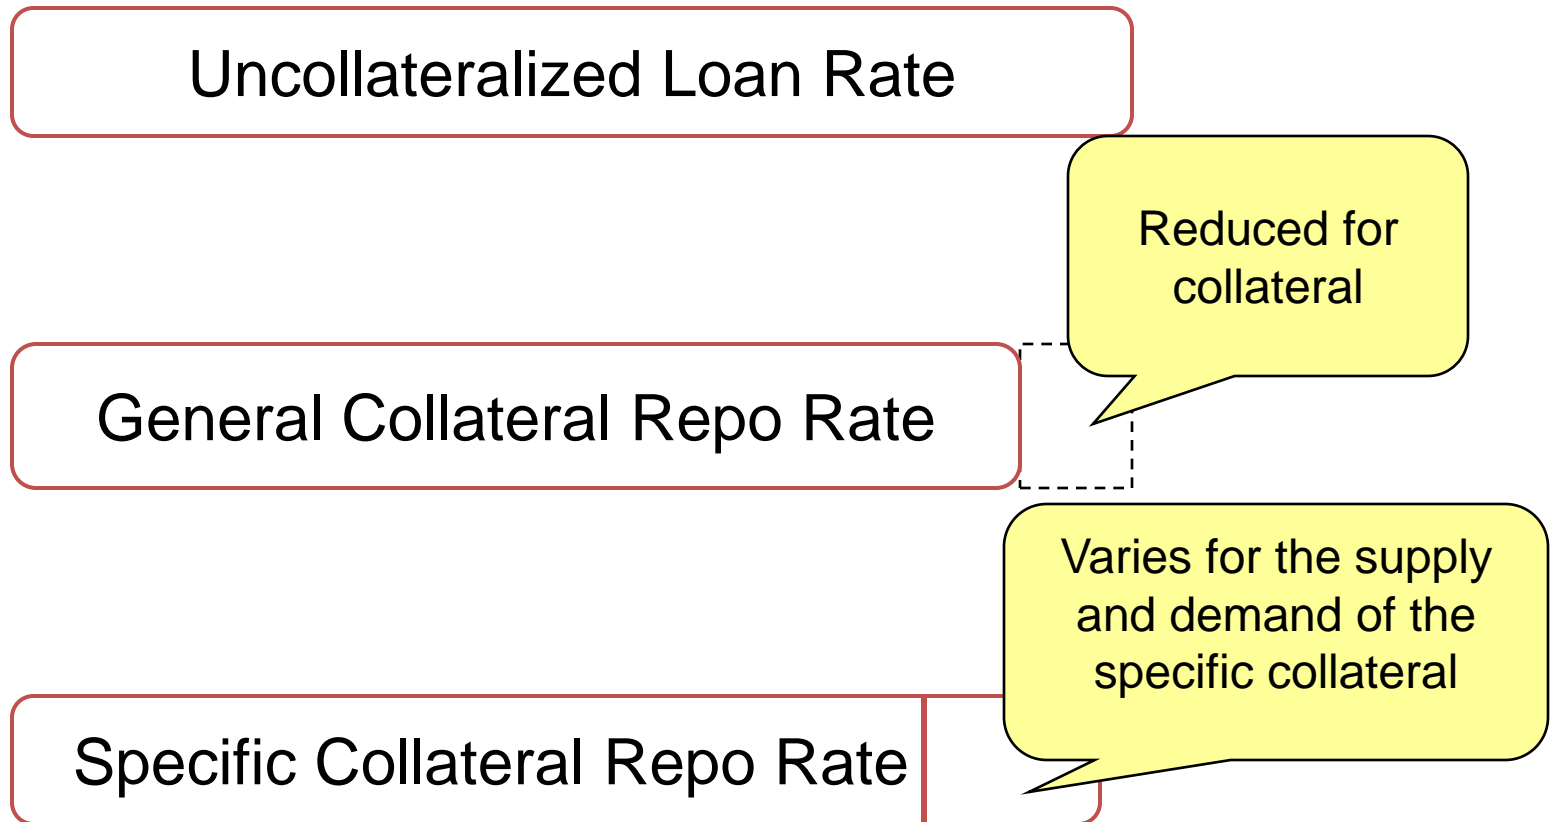 Uncollateralized Loan Rate
Reduced for
collateral
General Collateral Repo Rate
Varies for the supply
and demand of the
specific collateral
Specific Collateral Repo Rate